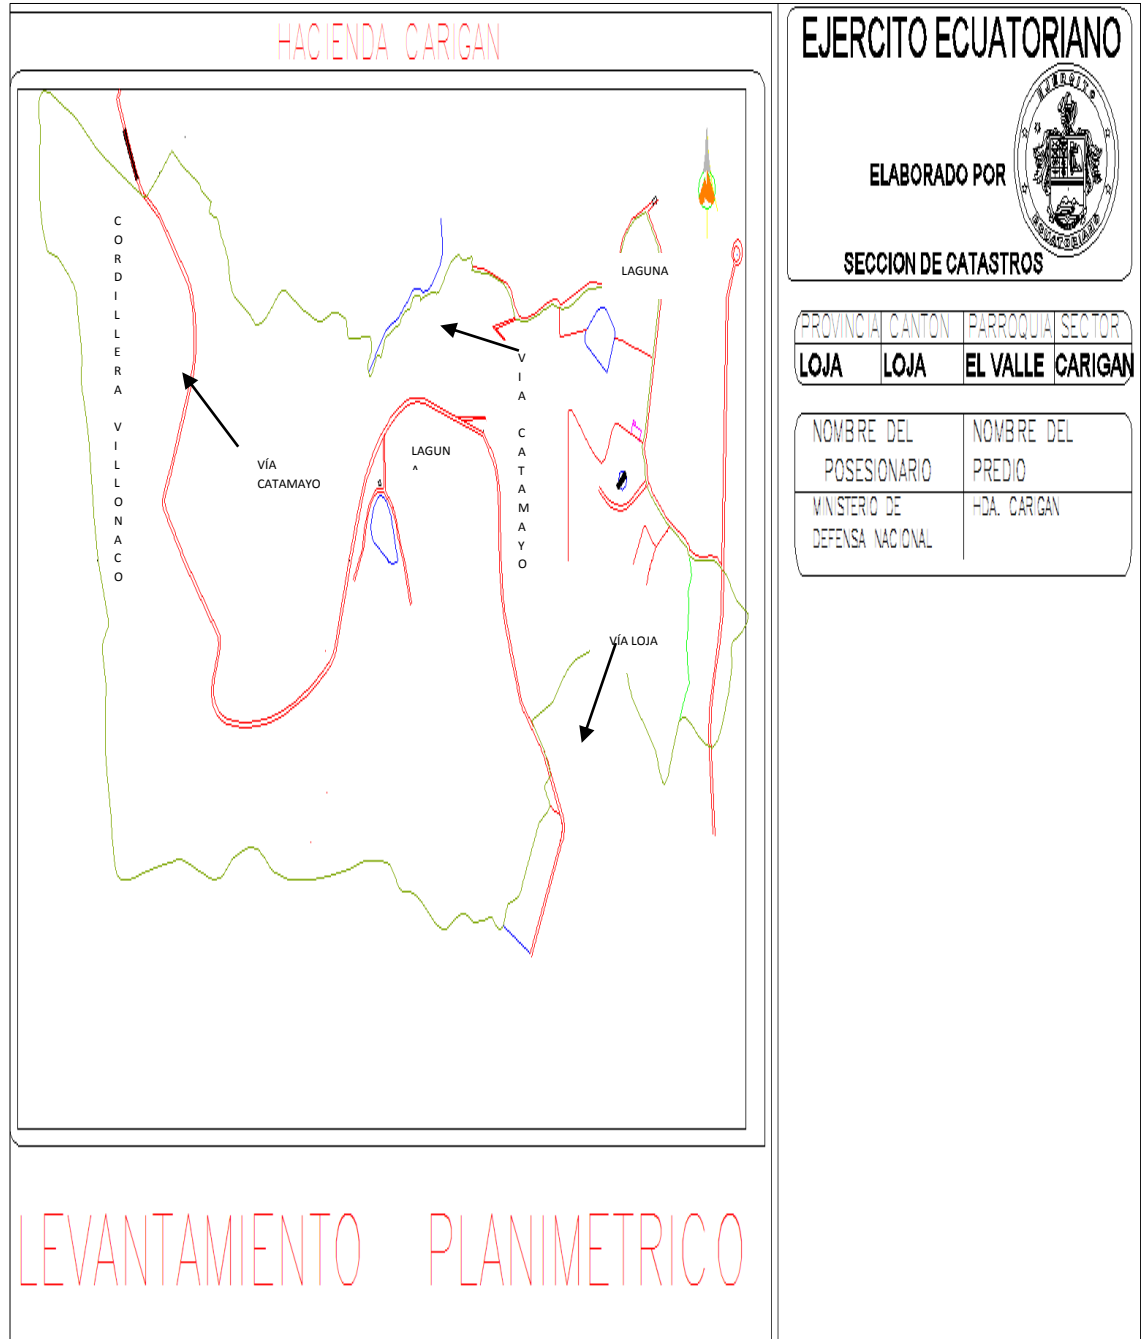 HACIENDA CARIGAN
CORDILLERA VILLONACO
VÍA
CATAMAYO
LAGUN
VIA CATAMAYO
LAGUNA
VÍA LOJA
LEVANTAMIENTO PLANIMETRICO
EJERCITO ECUATORIANO
EJERCITO
ECUATORIANO
ELABORADO POR
SECCION DE CATASTROS
PROVINCIA CANTON PARROQUIA SECTOR
LOJA LOJA EL VALLE CARIGAN
NOMBRE DEL
POSESIONARIO
NOMBRE DEL
PREDIO
MINISTERIO DE
DEFENSA NACIONAL
HDA. CARIGAN